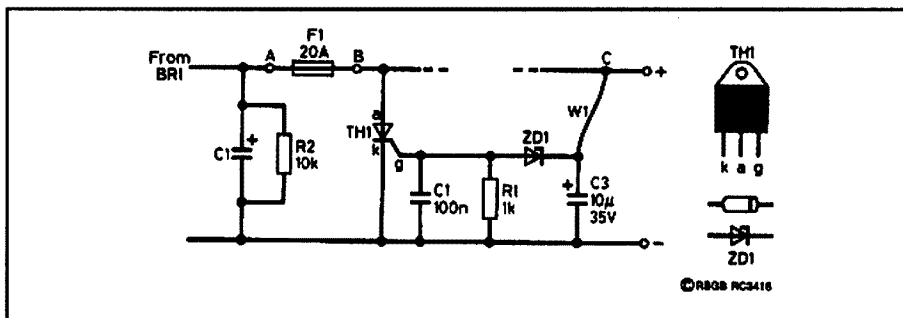 From
BR1
A
F1
20A
B
C
+
W1
TH1
a
k
g
C1
+
R2
10k
C1
100n
R1
1k
ZD1
+
C3
10μ
35V
-
TH1
k a g
ZD1
©RSGB RC3416